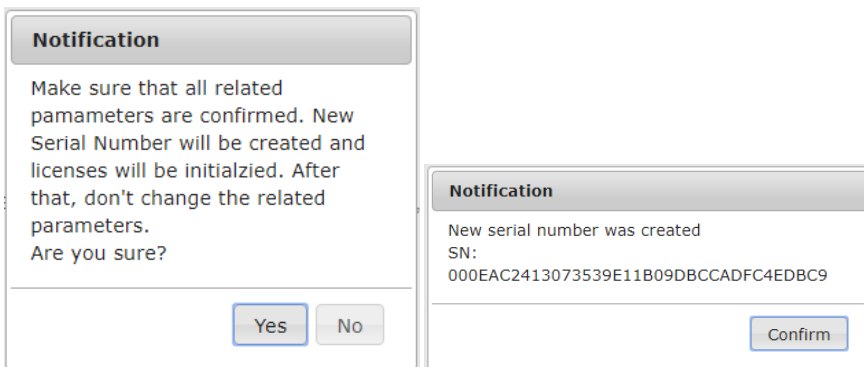 Notification
Make sure that all related
pamameters are confirmed. New
Serial Number will be created and
licenses will be initialzied. After
that, don't change the related
parameters.
Are you sure?
Yes
No
Notification
New serial number was created
SN:
000EAC2413073539E11B09DBCCADFC4EDBC9
Confirm